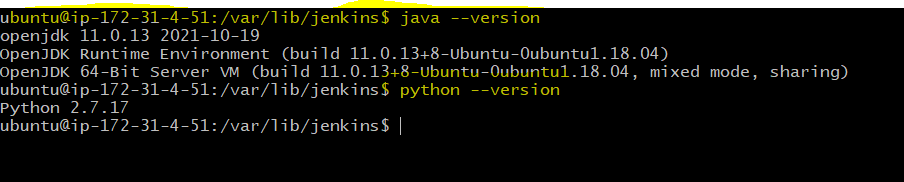 ubuntu@ip-172-31-4-51:/var/lib/jenkins$ java --version
openjdk 11.0.13 2021-10-19
OpenJDK Runtime Environment (build 11.0.13+8-Ubuntu-0ubuntu1.18.04)
OpenJDK 64-Bit Server VM (build 11.0.13+8-Ubuntu-0ubuntu1.18.04, mixed mode, sharing)
ubuntu@ip-172-31-4-51:/var/lib/jenkins$ python --version
Python 2.7.17
ubuntu@ip-172-31-4-51:/var/lib/jenkins$